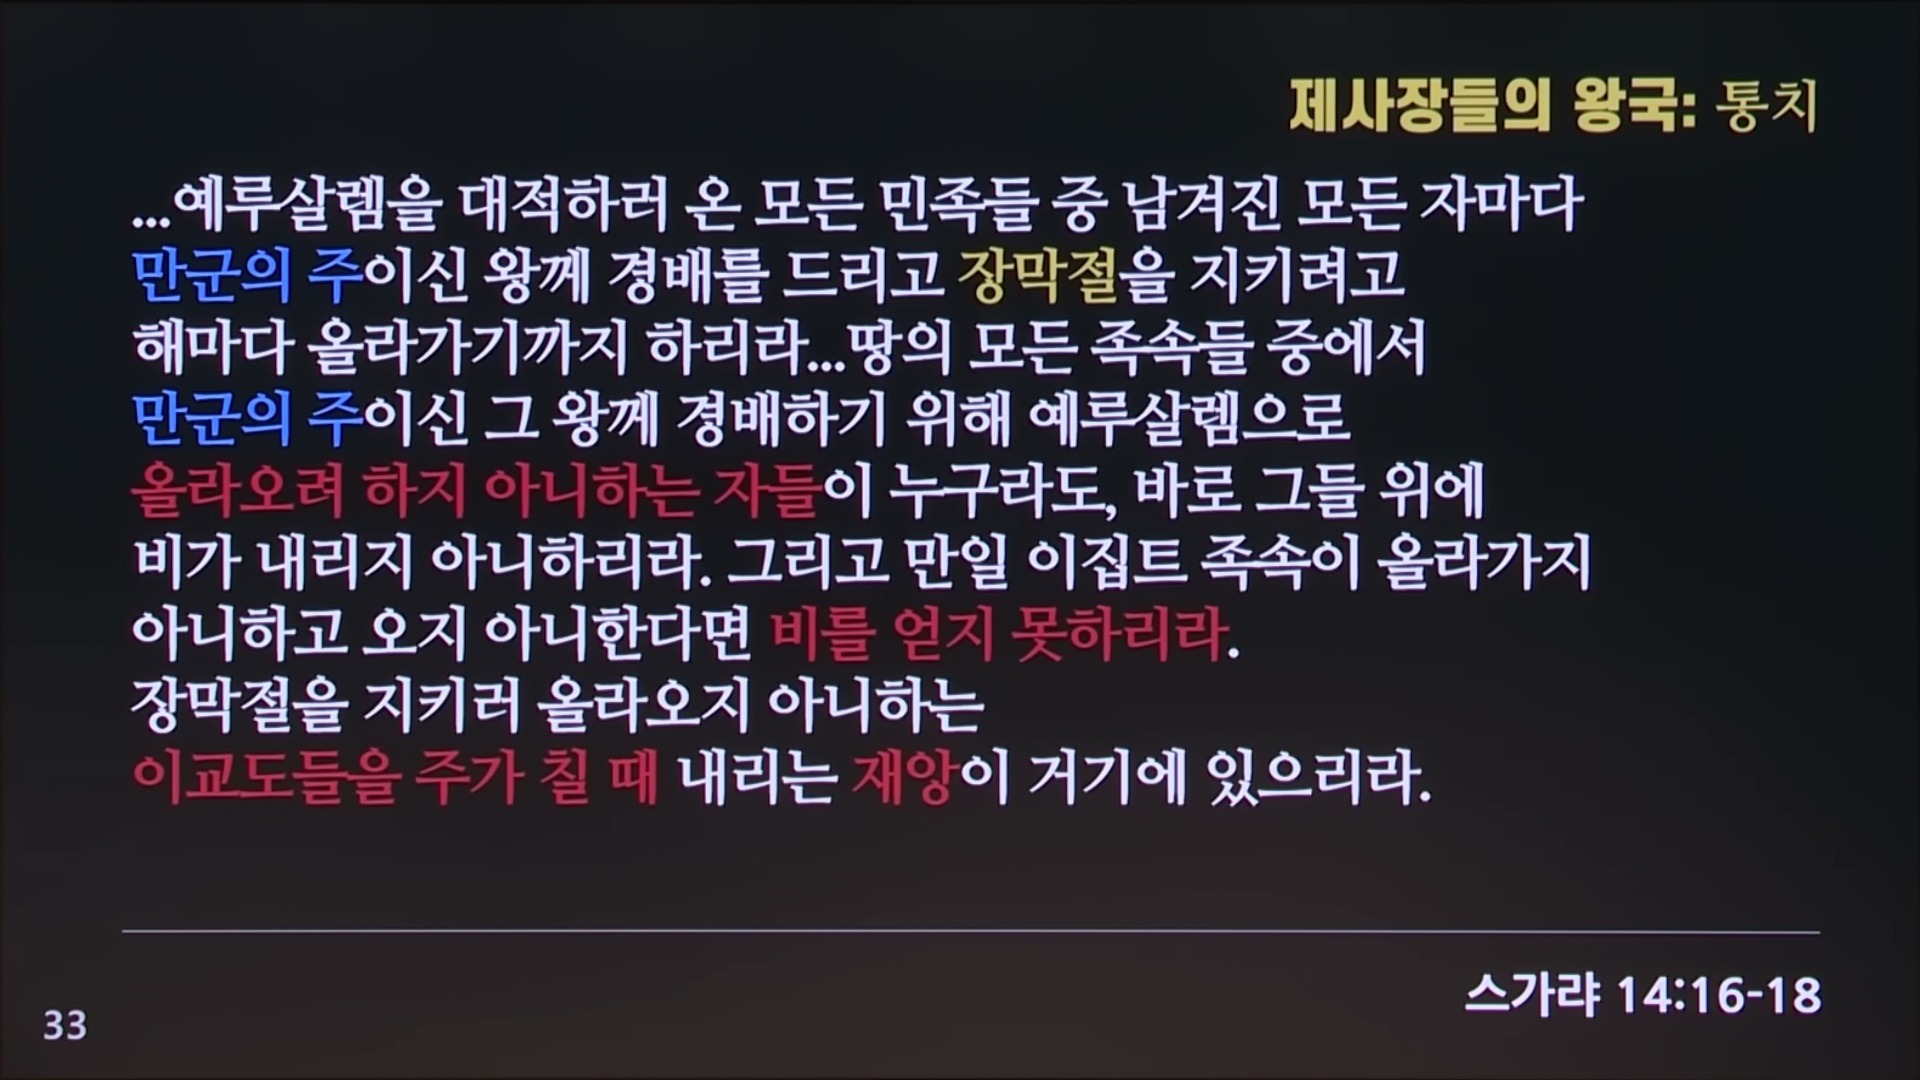 제사장들의 왕국: 통치
...예루살렘을 대적하러 온 모든 민족들 중 남겨진 모든 자마다
만군의 주이신 왕께 경배를 드리고 장막절을 지키려고
해마다 올라가기까지 하리라...땅의 모든 족속들 중에서
만군의 주이신 그 왕께 경배하기 위해 예루살렘으로
올라오려 하지 아니하는 자들이 누구라도, 바로 그들 위에
비가 내리지 아니하리라. 그리고 만일 이집트 족속이 올라가지
아니하고 오지 아니한다면 비를 얻지 못하리라.
장막절을 지키러 올라오지 아니하는
이교도들을 주가 칠 때 내리는 재앙이 거기에 있으리라.
스가랴 14:16-18
33